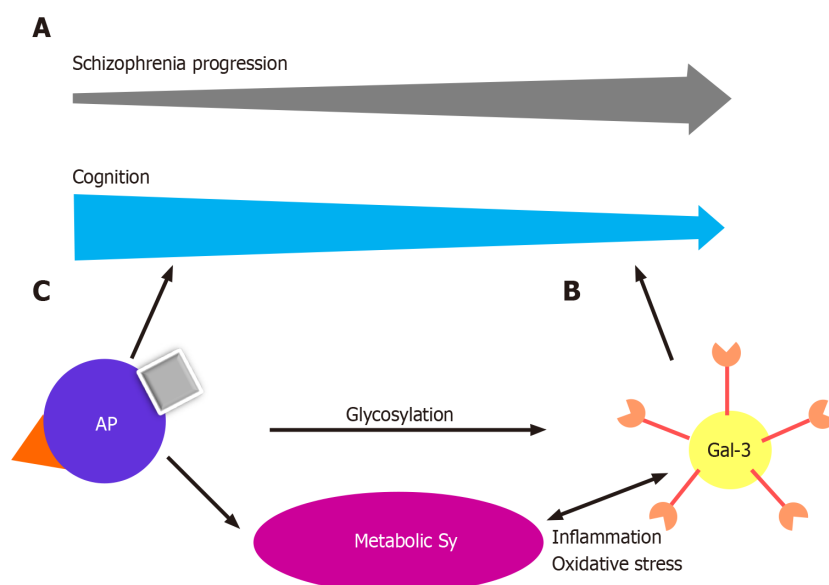 A
Schizophrenia progression
Cognition
C
B
AP
Glycosylation
Gal-3
Metabolic Sy
Inflammation
Oxidative stress